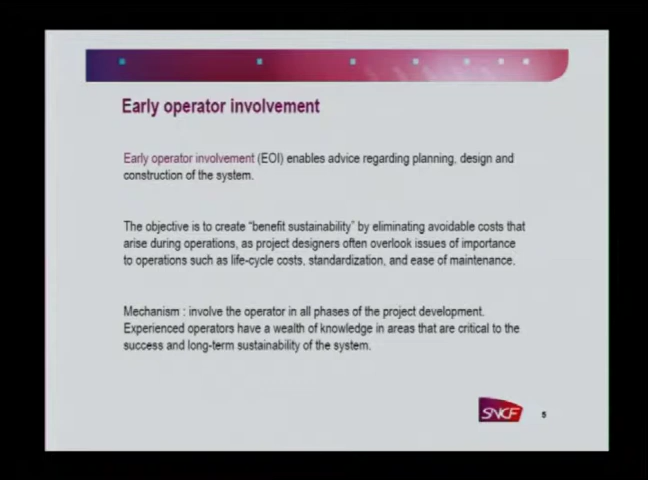 Early operator involvement
Early operator involvement (EOI) enables advice regarding planning, design and
construction of the system.
The objective is to create “benefit sustainability” by eliminating avoidable costs that
arise during operations, as project designers often overlook issues of importance
to operations such as life-cycle costs, standardization, and ease of maintenance.
Mechanism : involve the operator in all phases of the project development.
Experienced operators have a wealth of knowledge in areas that are critical to the
success and long-term sustainability of the system.
SNCF
5